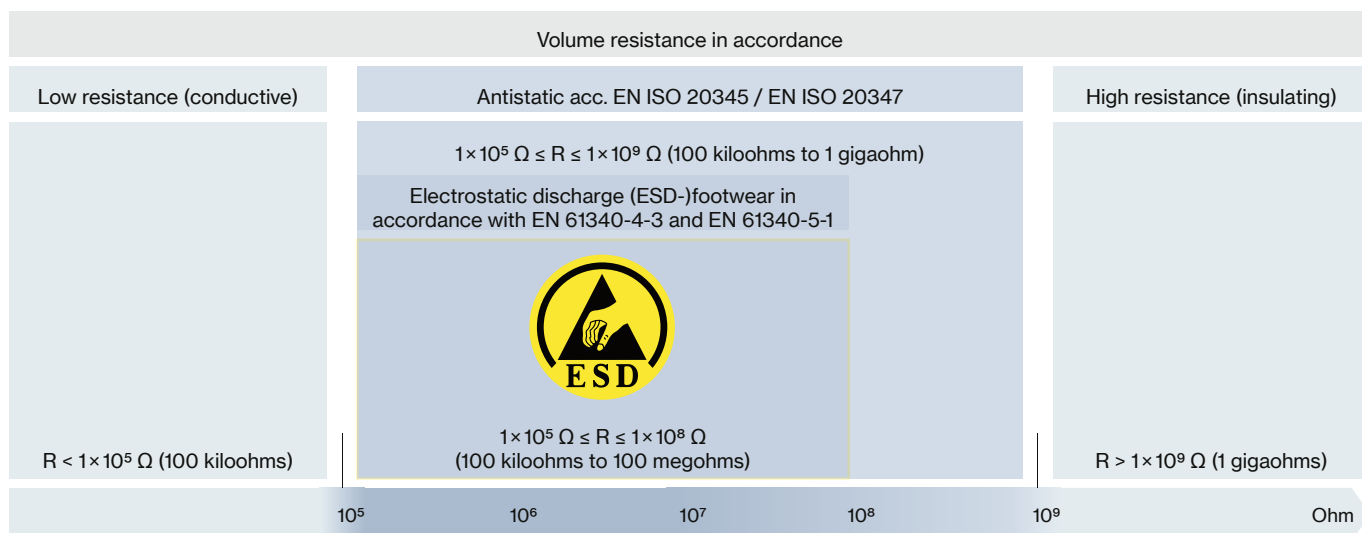 Volume resistance in accordance
Low resistance (conductive)
Antistatic acc. EN ISO 20345 / EN ISO 20347
High resistance (insulating)
1×10⁵ Ω ≤ R ≤ 1×10⁹ Ω (100 kiloohms to 1 gigaohm)
Electrostatic discharge (ESD-)footwear in
accordance with EN 61340-4-3 and EN 61340-5-1
ESD
1×10⁵ Ω ≤ R ≤ 1×10⁸ Ω
(100 kiloohms to 100 megohms)
R < 1×10⁵ Ω (100 kiloohms)
R > 1×10⁹ Ω (1 gigaohms)
10⁵ 10⁶ 10⁷ 10⁸ 10⁹ Ohm